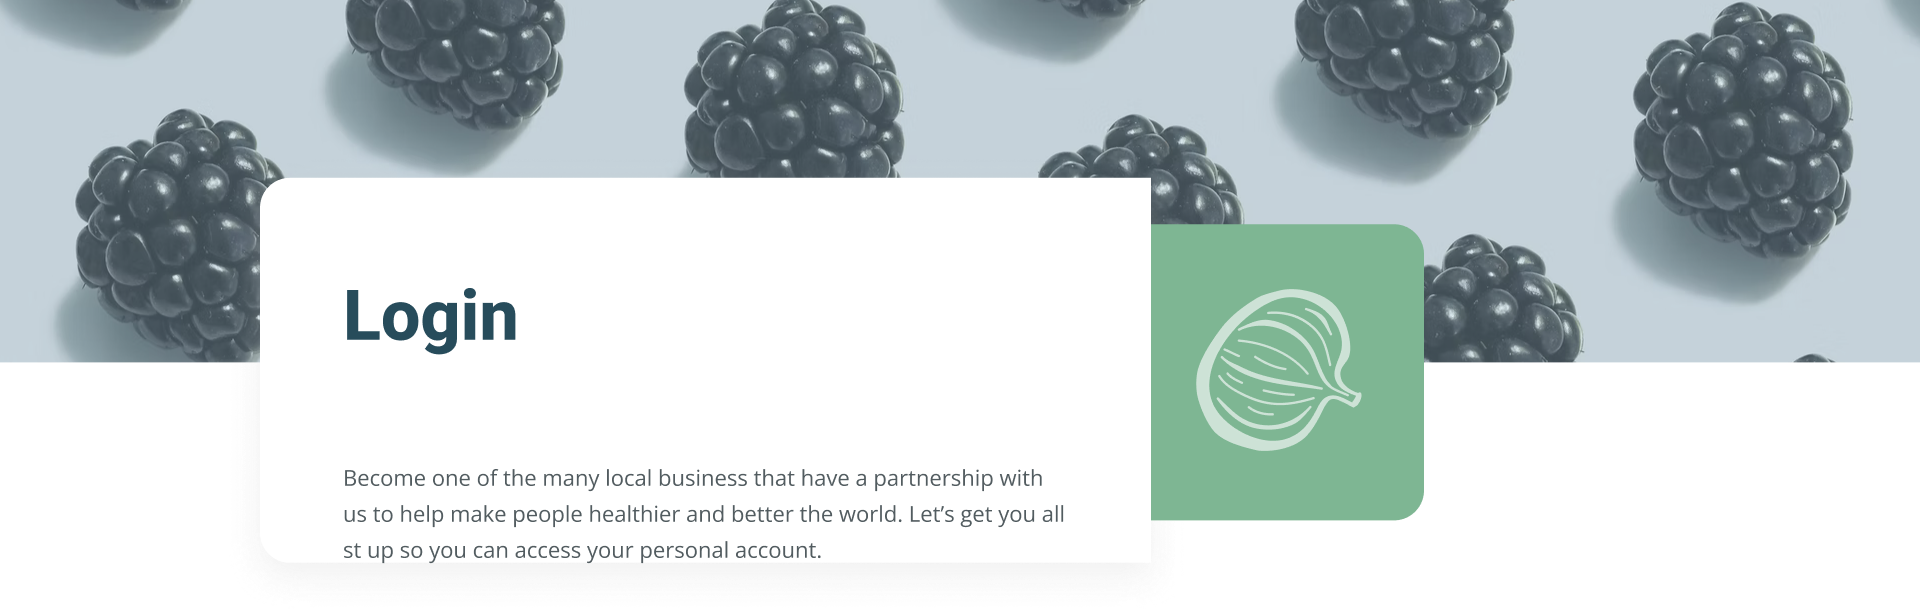 Login
Become one of the many local business that have a partnership with
us to help make people healthier and better the world. Let’s get you all
st up so you can access your personal account.